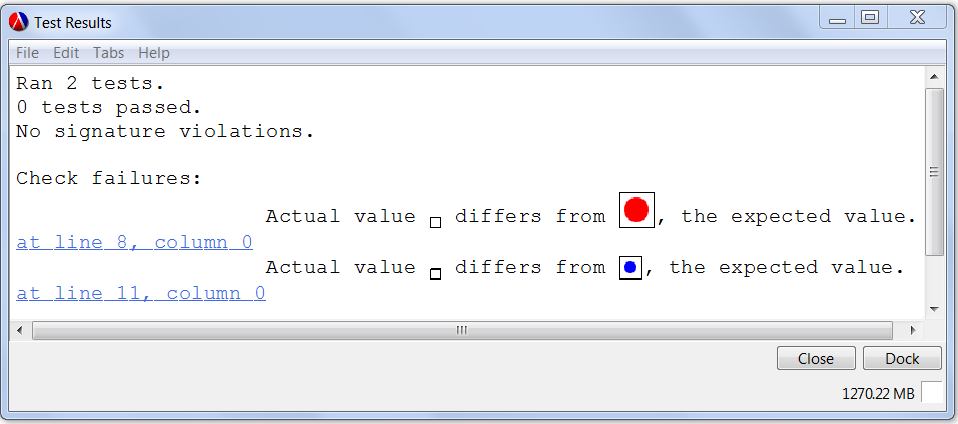 Test Results
File Edit Tabs Help
Ran 2 tests.
0 tests passed.
No signature violations.
Check failures:
Actual value differs from , the expected value.
at line 8, column 0
Actual value differs from , the expected value.
at line 11, column 0
Close Dock
1270.22 MB